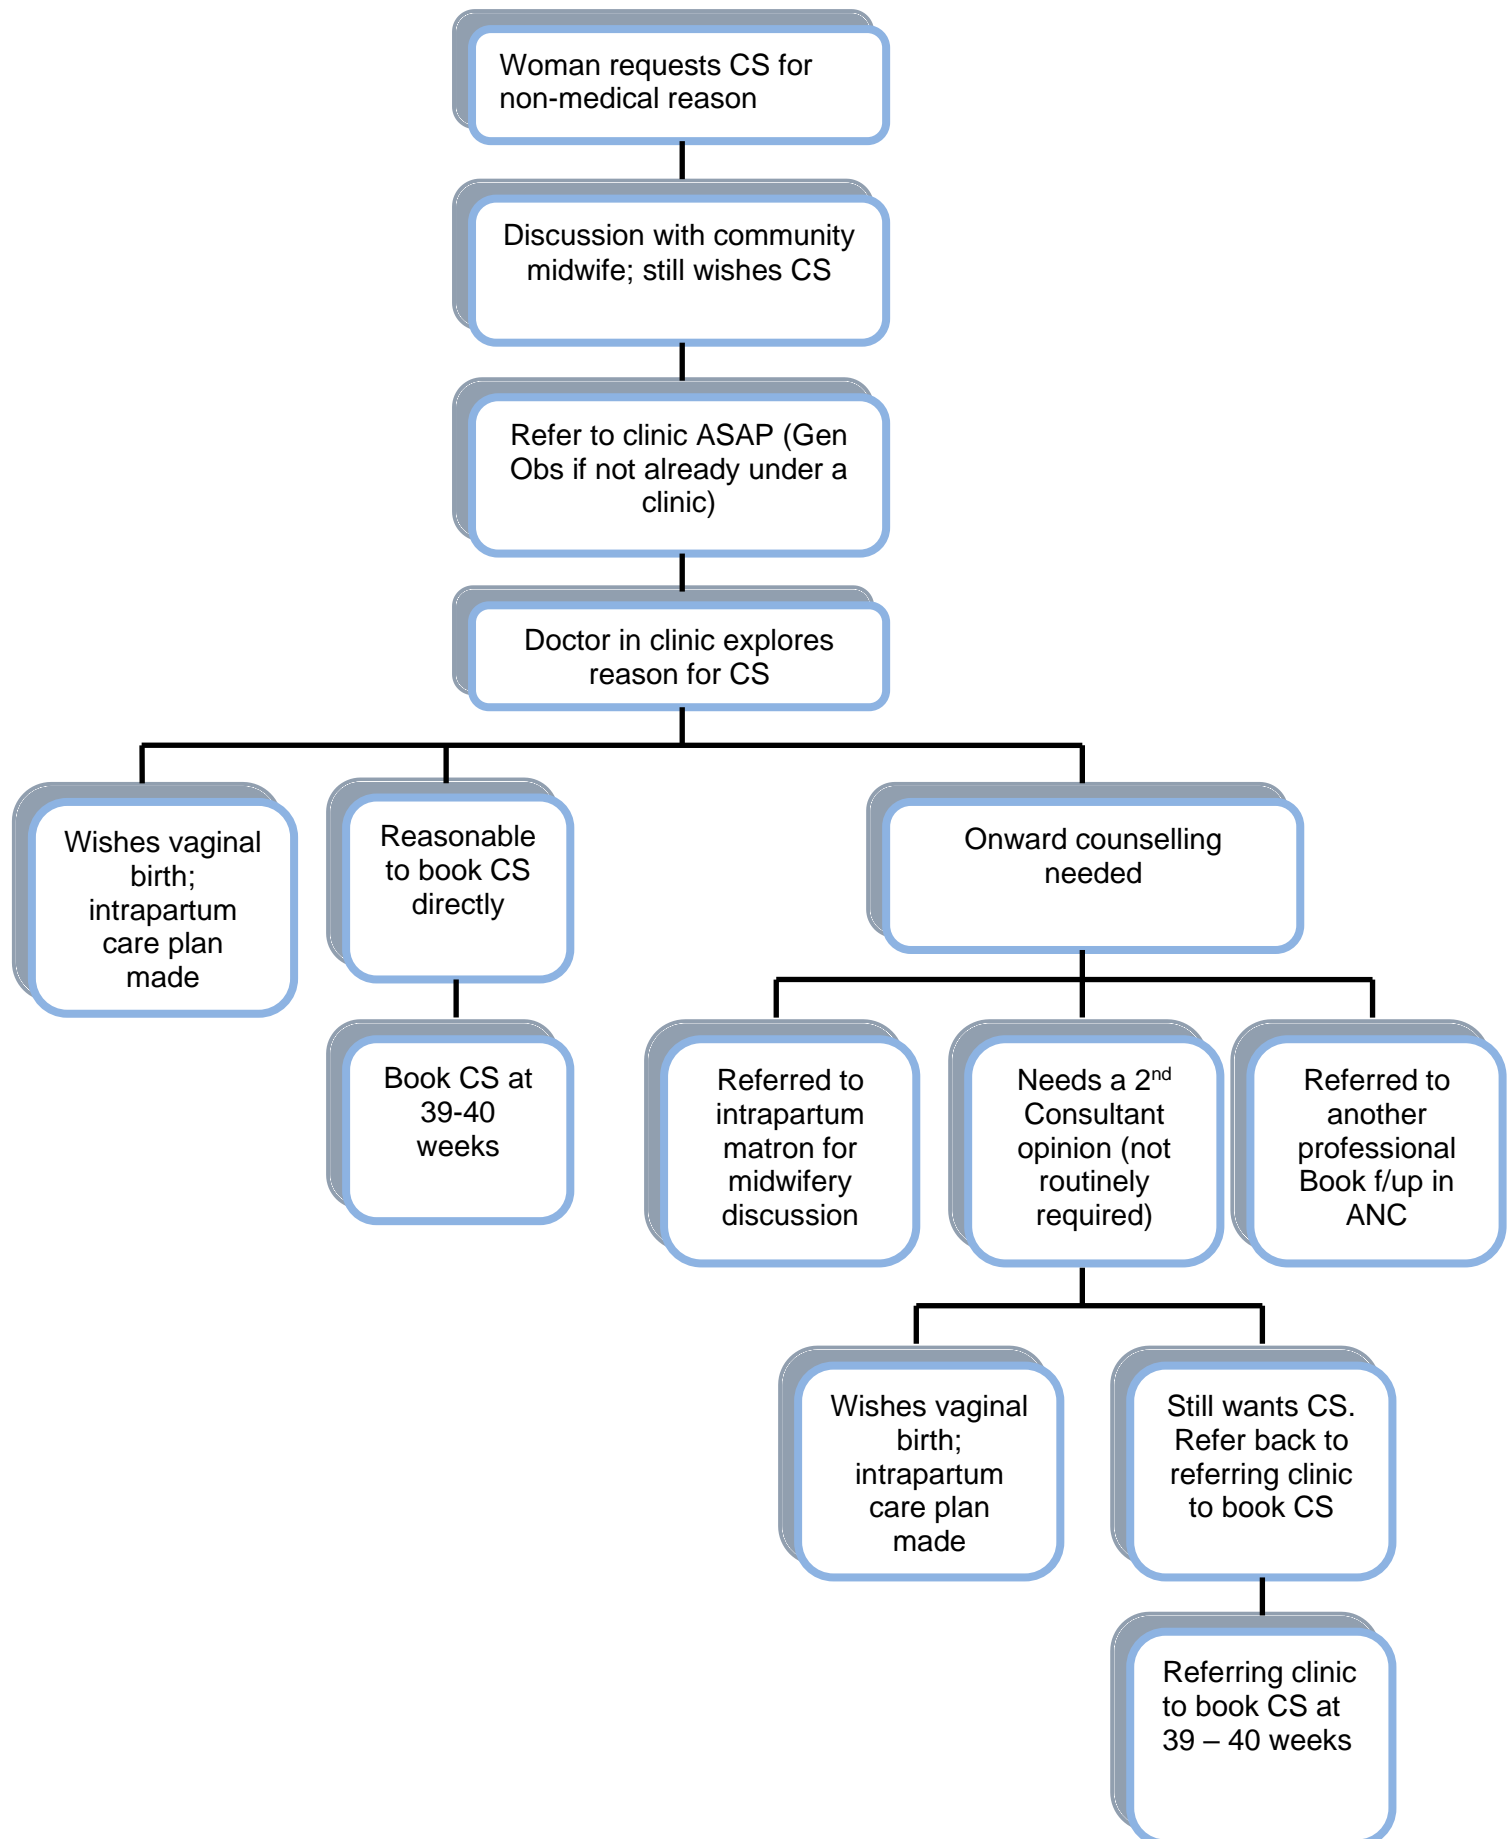 Woman requests CS for
non-medical reason
Discussion with community
midwife; still wishes CS
Refer to clinic ASAP (Gen
Obs if not already under a
clinic)
Doctor in clinic explores
reason for CS
Wishes vaginal
birth;
intrapartum
care plan
made
Reasonable
to book CS
directly
Onward counselling
needed
Book CS at
39-40
weeks
Referred to
intrapartum
matron for
midwifery
discussion
Needs a 2nd
Consultant
opinion (not
routinely
required)
Referred to
another
professional
Book f/up in
ANC
Wishes vaginal
birth;
intrapartum
care plan
made
Still wants CS.
Refer back to
referring clinic
to book CS
Referring clinic
to book CS at
39 – 40 weeks